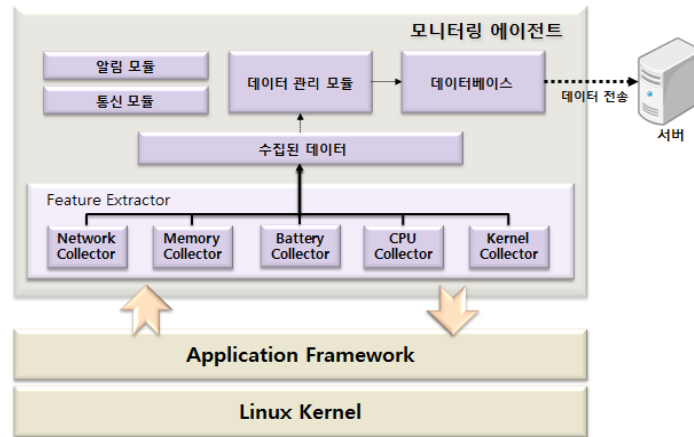 모니터링 에이전트
알림 모듈
통신 모듈
데이터 관리 모듈
데이터베이스
데이터 전송
서버
수집된 데이터
Feature Extractor
Network
Collector
Memory
Collector
Battery
Collector
CPU
Collector
Kernel
Collector
Application Framework
Linux Kernel